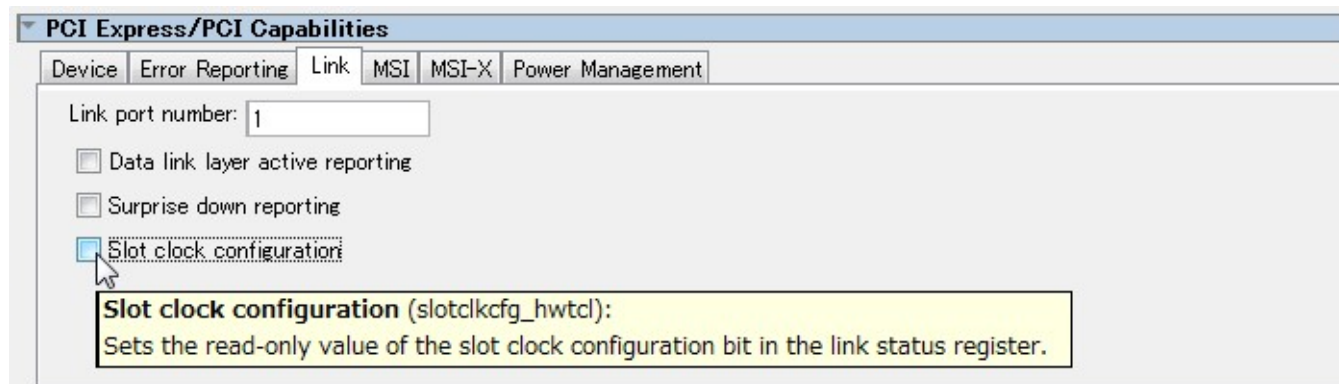 PCI Express/PCI Capabilities
Device Error Reporting Link MSI MSI-X Power Management
Link port number: 1
Data link layer active reporting
Surprise down reporting
Slot clock configuration
Slot clock configuration (slotclkcfg_hwtcl):
Sets the read-only value of the slot clock configuration bit in the link status register.